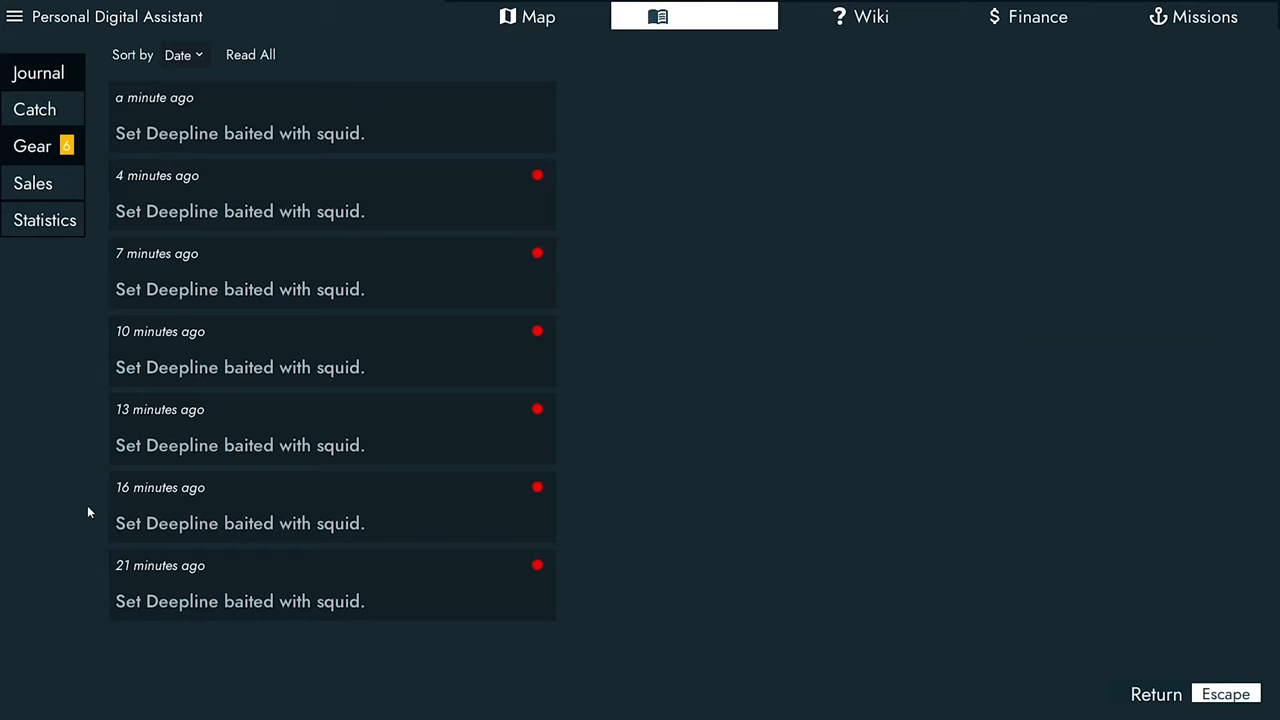 Personal Digital Assistant
Map
? Wiki
$ Finance
Missions
Sort by Date Read All
Journal
Catch
Gear 6
Sales
Statistics
a minute ago
Set Deepline baited with squid.
4 minutes ago
Set Deepline baited with squid.
7 minutes ago
Set Deepline baited with squid.
10 minutes ago
Set Deepline baited with squid.
13 minutes ago
Set Deepline baited with squid.
16 minutes ago
Set Deepline baited with squid.
21 minutes ago
Set Deepline baited with squid.
Return Escape